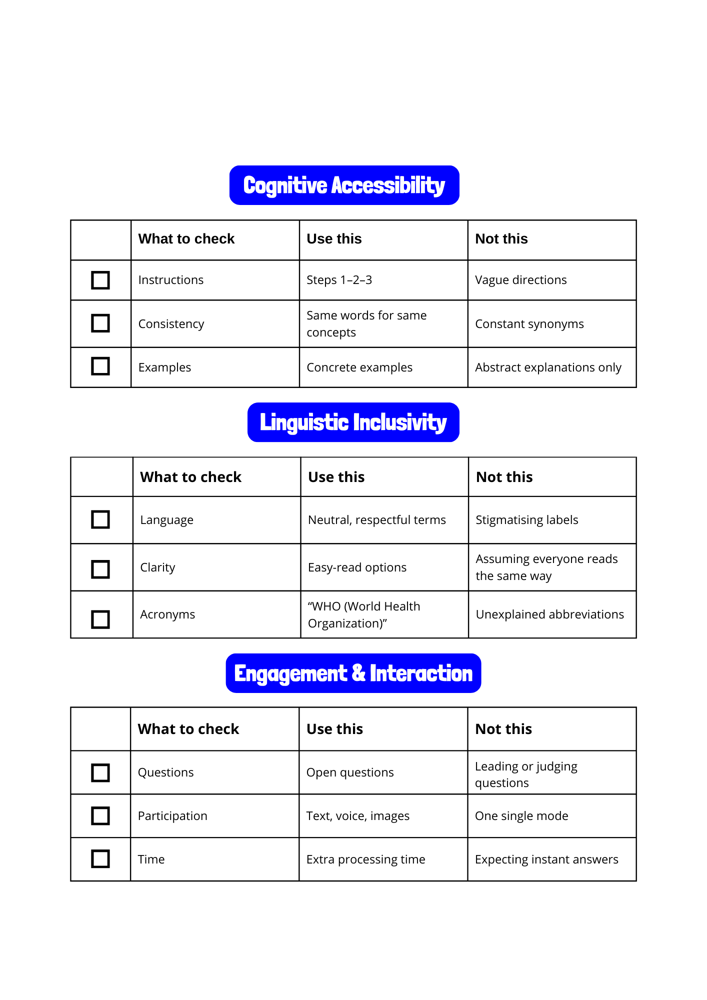 Cognitive Accessibility
What to check Use this Not this
Instructions Steps 1–2–3 Vague directions
Consistency Same words for same concepts Constant synonyms
Examples Concrete examples Abstract explanations only
Linguistic Inclusivity
What to check Use this Not this
Language Neutral, respectful terms Stigmatising labels
Clarity Easy-read options Assuming everyone reads the same way
Acronyms “WHO (World Health Organization)” Unexplained abbreviations
Engagement & Interaction
What to check Use this Not this
Questions Open questions Leading or judging questions
Participation Text, voice, images One single mode
Time Extra processing time Expecting instant answers